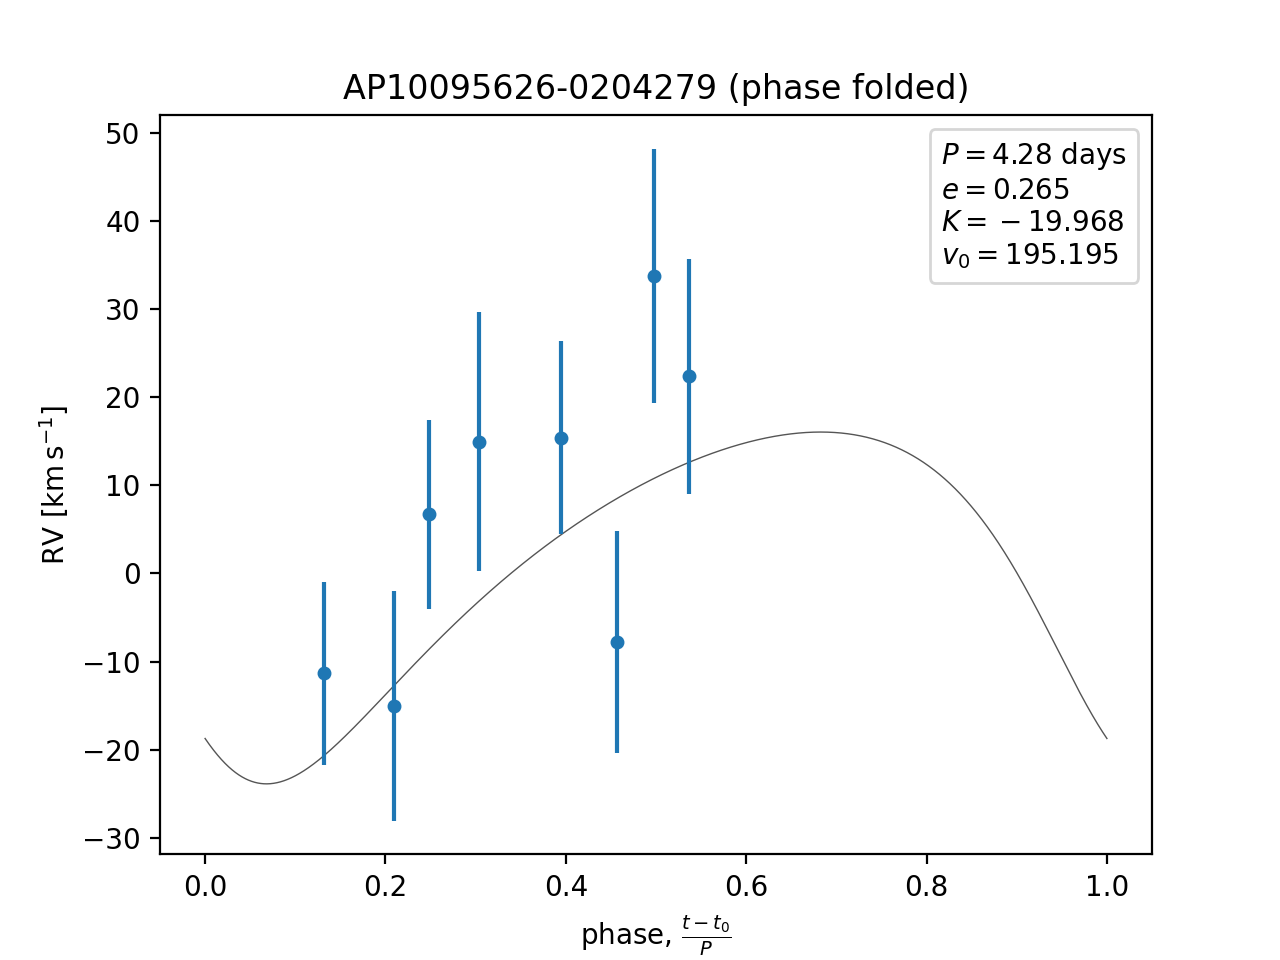 AP10095626-0204279 (phase folded)
P = 4.28 days
e = 0.265
K = −19.968
v₀ = 195.195
50
40
30
20
10
0
−10
−20
−30
RV [km s⁻¹]
0.0 0.2 0.4 0.6 0.8 1.0
phase, (t − t₀)/P